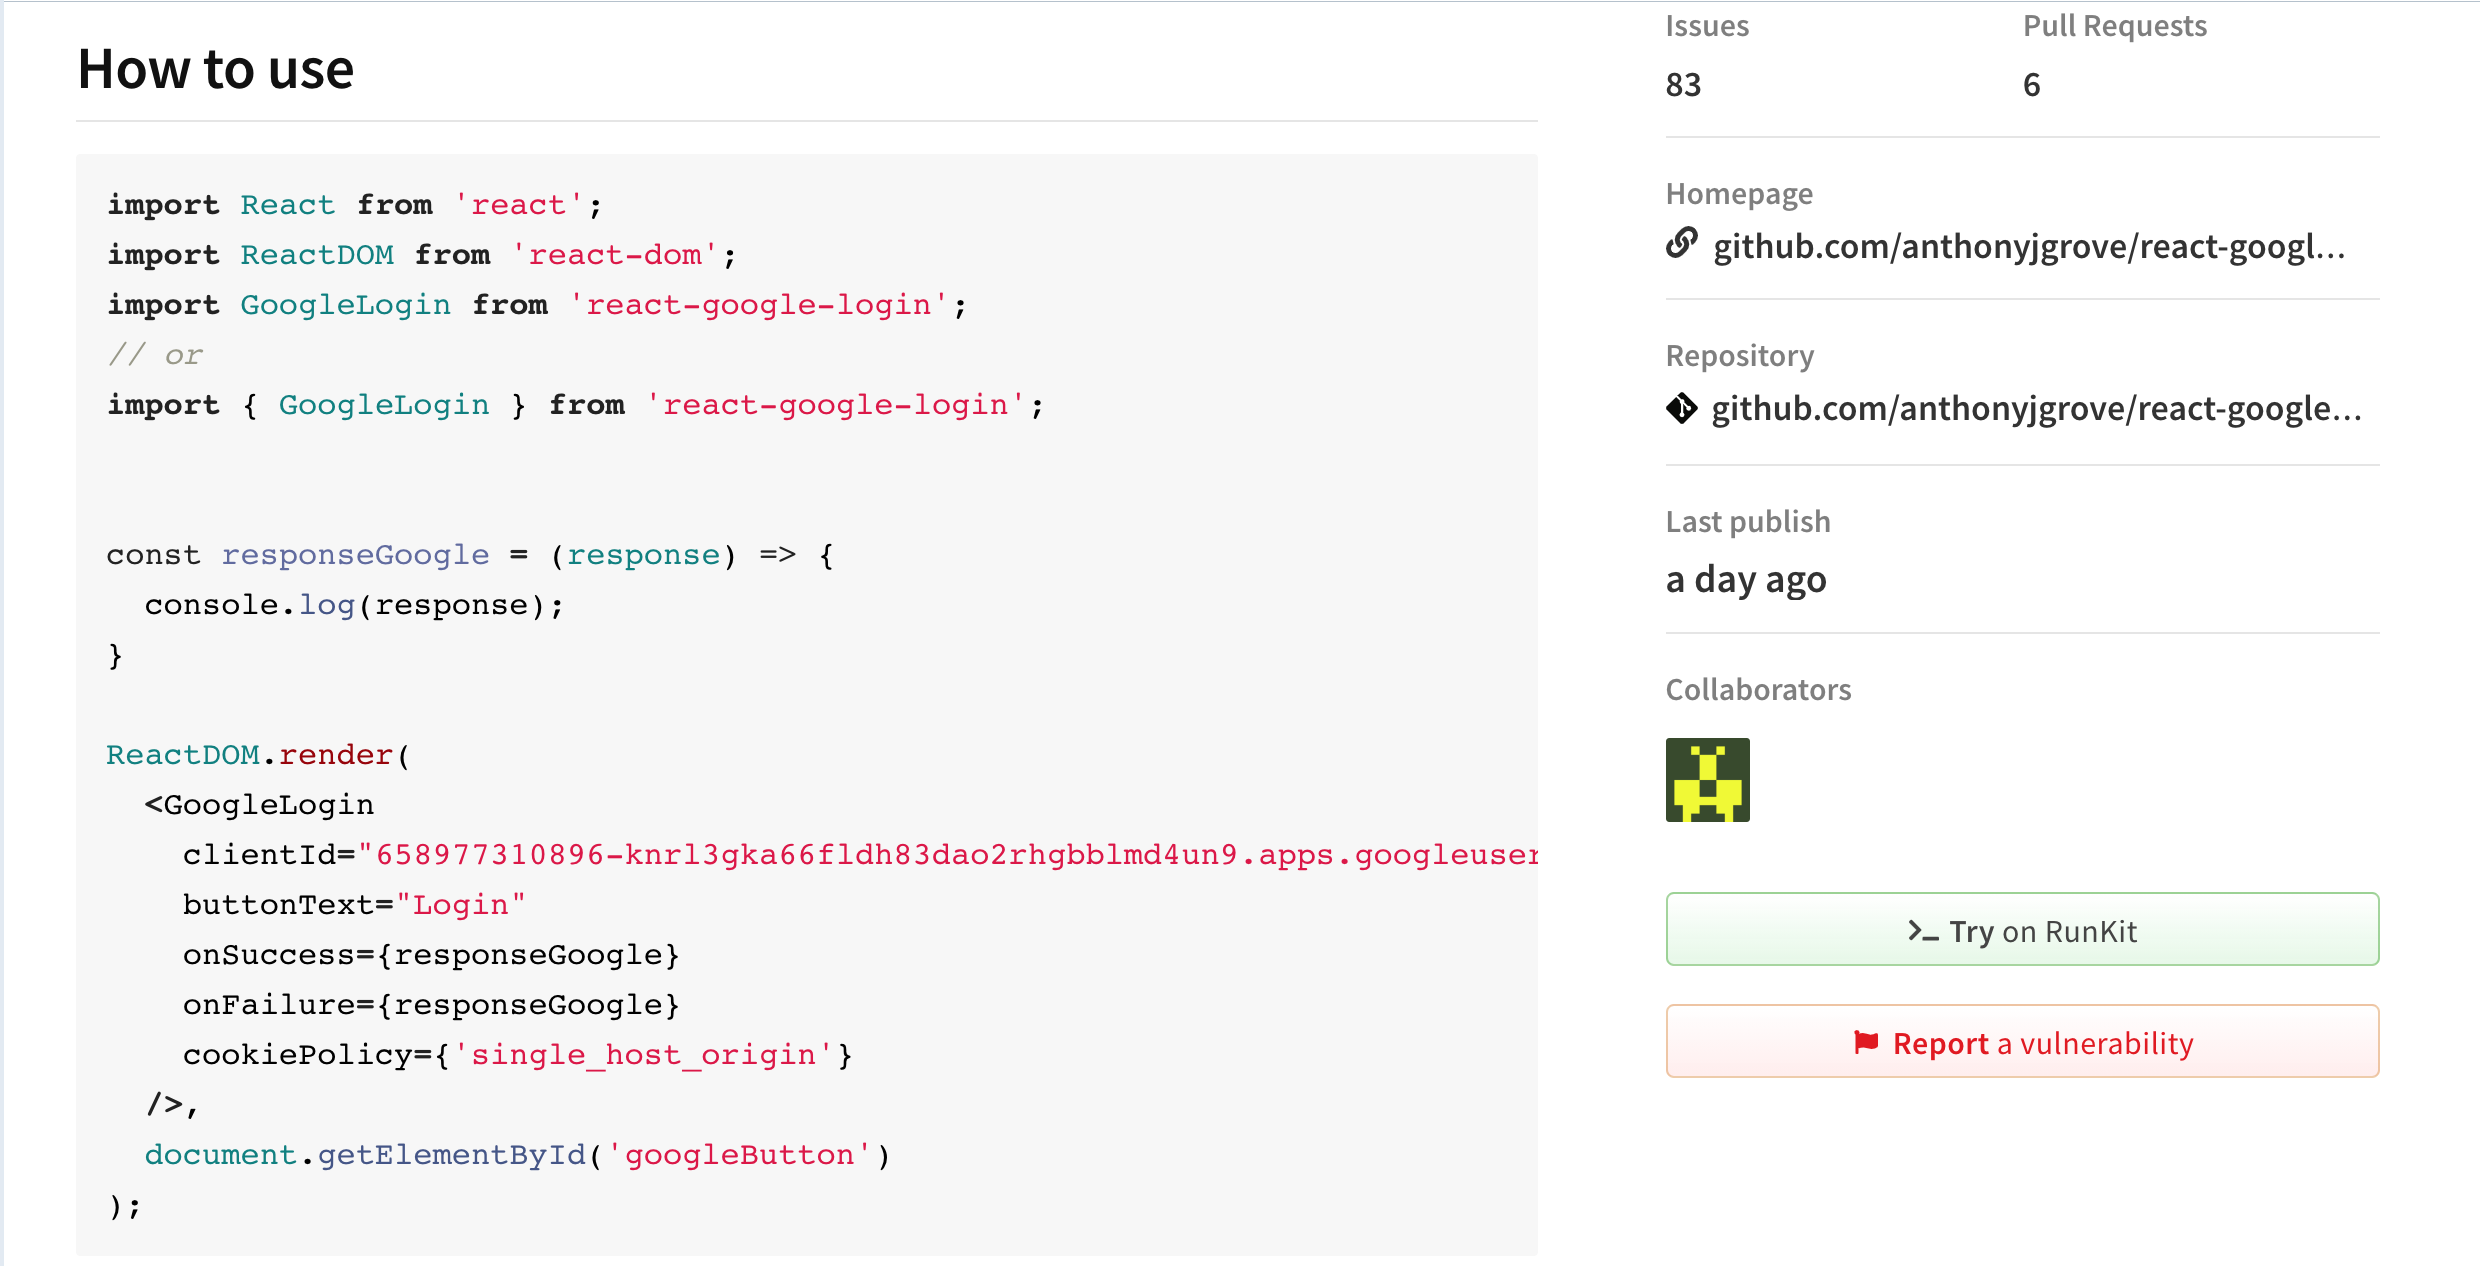 How to use
import React from 'react';
import ReactDOM from 'react-dom';
import GoogleLogin from 'react-google-login';
// or
import { GoogleLogin } from 'react-google-login';
const responseGoogle = (response) => {
  console.log(response);
}
ReactDOM.render(
  <GoogleLogin
    clientId="658977310896-knrl3gka66fldh83dao2rhgbblmd4un9.apps.googleuser
    buttonText="Login"
    onSuccess={responseGoogle}
    onFailure={responseGoogle}
    cookiePolicy={'single_host_origin'}
  />,
  document.getElementById('googleButton')
);
Issues
83
Pull Requests
6
Homepage
github.com/anthonyjgrove/react-googl...
Repository
github.com/anthonyjgrove/react-google...
Last publish
a day ago
Collaborators
Try on RunKit
Report a vulnerability